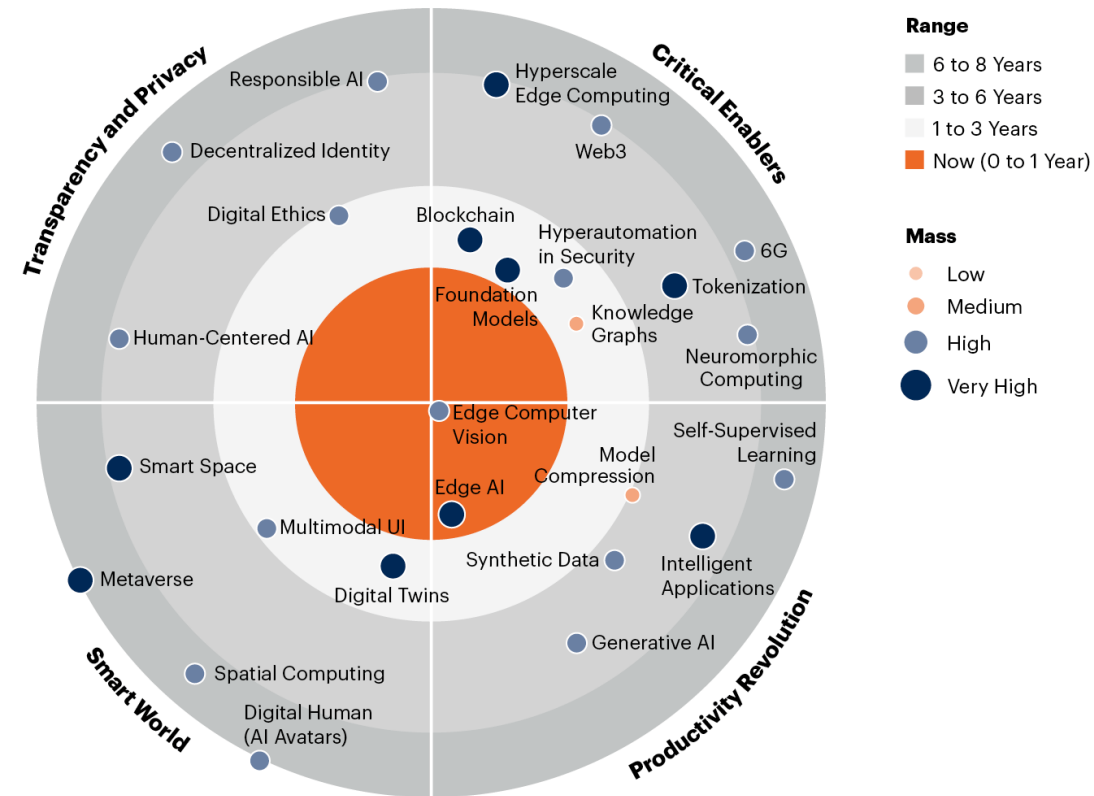 Transparency and Privacy
Responsible AI
Decentralized Identity
Digital Ethics
Human-Centered AI
Critical Enablers
Hyperscale
Edge Computing
Web3
Blockchain
Hyperautomation
in Security
6G
Tokenization
Foundation
Models
Knowledge
Graphs
Neuromorphic
Computing
Smart World
Smart Space
Multimodal UI
Metaverse
Digital Twins
Spatial Computing
Digital Human
(AI Avatars)
Productivity Revolution
Edge Computer
Vision
Self-Supervised
Learning
Model
Compression
Edge AI
Synthetic Data
Intelligent
Applications
Generative AI
Range
6 to 8 Years
3 to 6 Years
1 to 3 Years
Now (0 to 1 Year)
Mass
Low
Medium
High
Very High